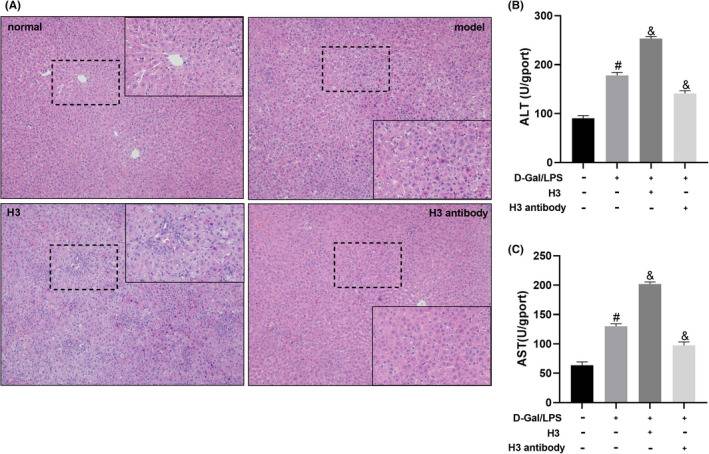 (A)
normal
model
H3
H3 antibody
(B)
ALT (U/gport)
300
200
100
0
#
&
&
D-Gal/LPS - + + +
H3 - - + -
H3 antibody - - - +
(C)
AST(U/gport)
250
200
150
100
50
0
#
&
&
D-Gal/LPS - + + +
H3 - - + -
H3 antibody - - - +